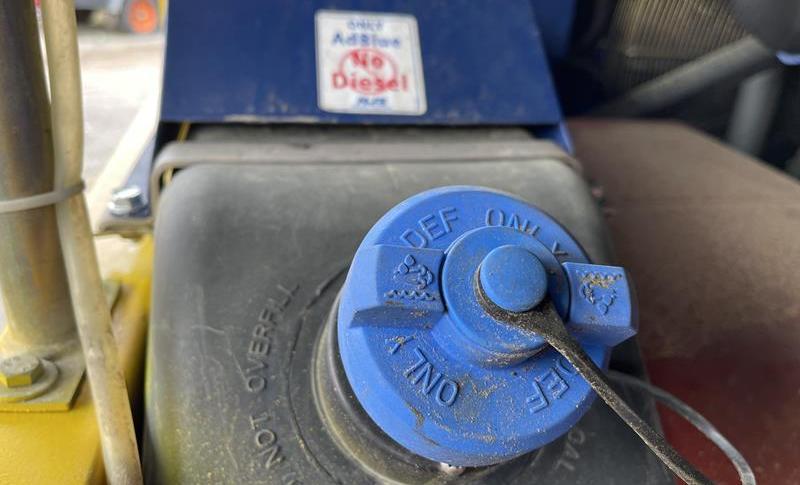 ONLY
AdBlue
No
Diesel
DEF ONLY
DEF ONLY
NOT OVERFILL